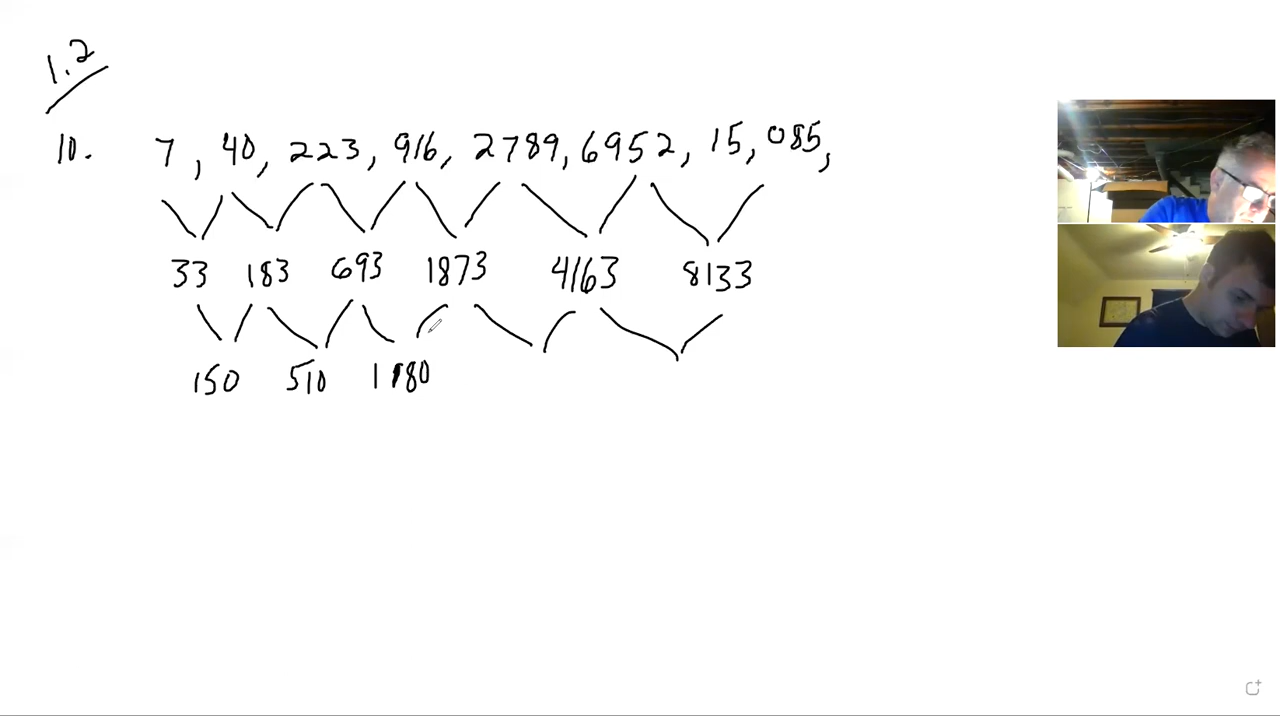 1.2
10. 7, 40, 223, 916, 2789, 6952, 15,085,
33 183 693 1873 4163 8133
150 510 1180